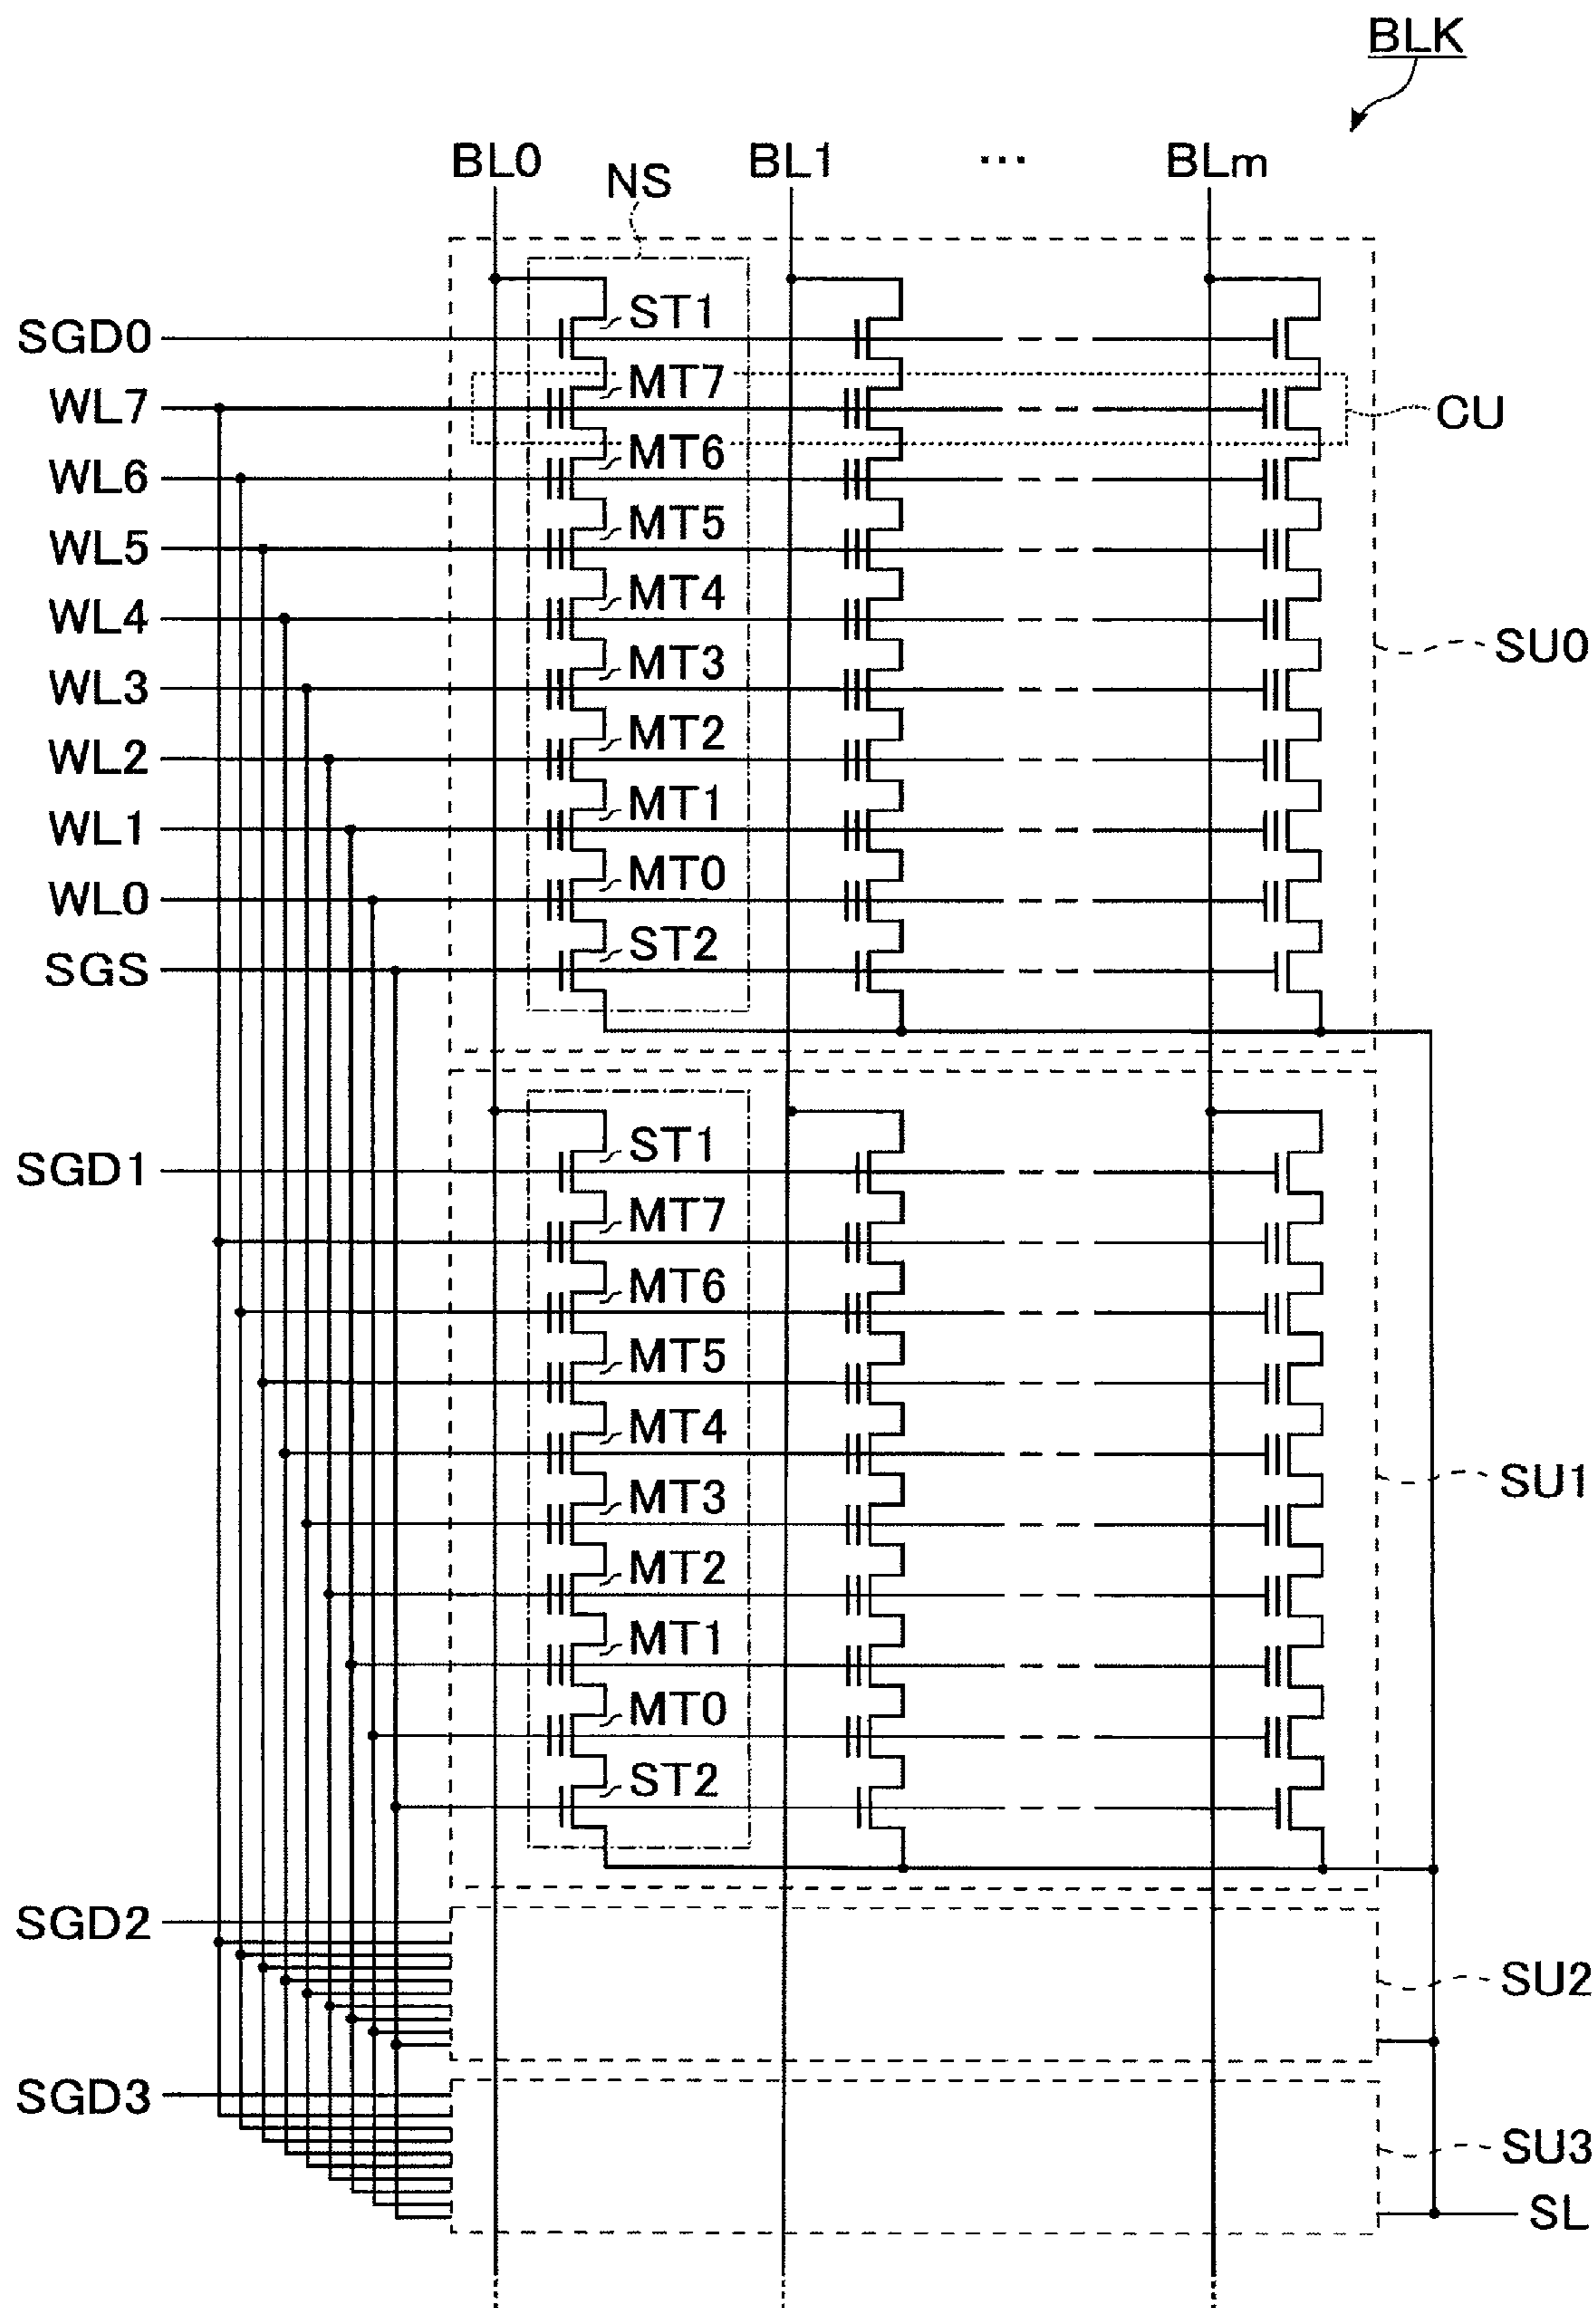 BLK
BL0 NS BL1 ... BLm
ST1
SGD0
MT7
WL7 CU
MT6
WL6
MT5
WL5
MT4
WL4
MT3 SU0
WL3
MT2
WL2
MT1
WL1
MT0
WL0
ST2
SGS
ST1
SGD1
MT7
MT6
MT5
MT4
SU1
MT3
MT2
MT1
MT0
ST2
SGD2
SU2
SGD3
SU3
SL